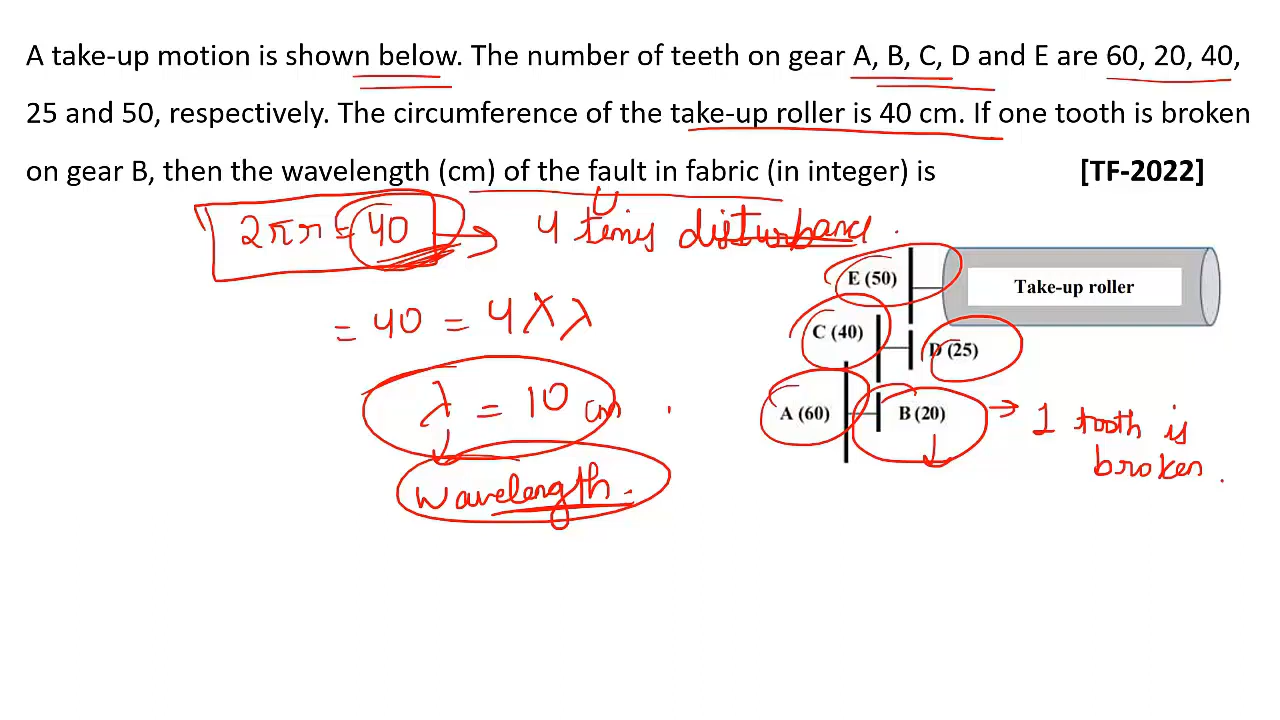 A take-up motion is shown below. The number of teeth on gear A, B, C, D and E are 60, 20, 40,
25 and 50, respectively. The circumference of the take-up roller is 40 cm. If one tooth is broken
on gear B, then the wavelength (cm) of the fault in fabric (in integer) is [TF-2022]
2πr = 40 → 4 times disturbance.
= 40 = 4 × λ
λ = 10 cm.
wavelength.
E (50)
Take-up roller
C (40)
D (25)
A (60)
B (20)
→ 1 tooth is
broken.